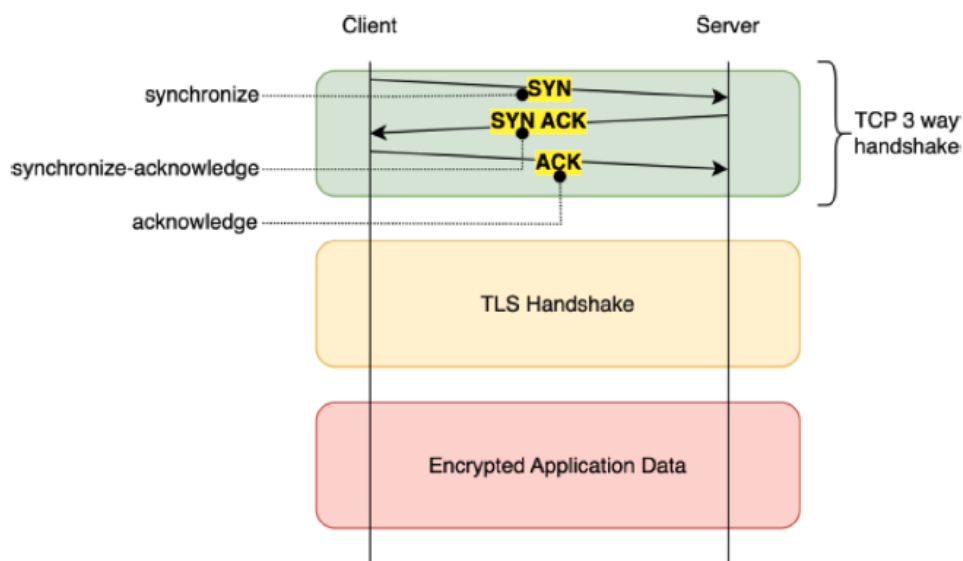 Client
Server
synchronize
SYN
SYN ACK
synchronize-acknowledge
ACK
acknowledge
TCP 3 way
handshake
TLS Handshake
Encrypted Application Data